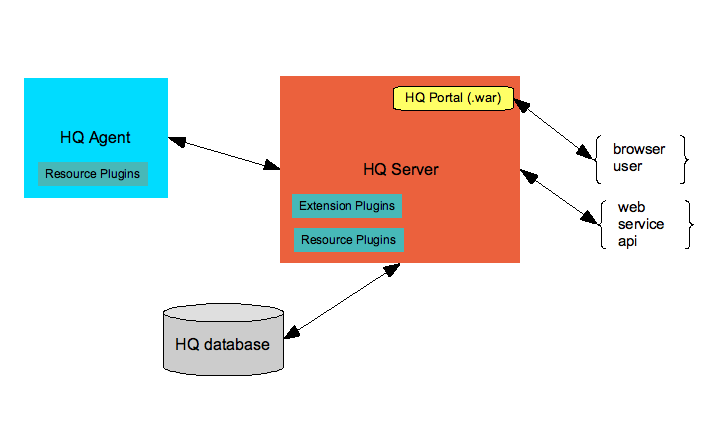 HQ Portal (.war)
HQ Agent
browser
user
HQ Server
Resource Plugins
Extension Plugins
web
service
api
Resource Plugins
HQ database